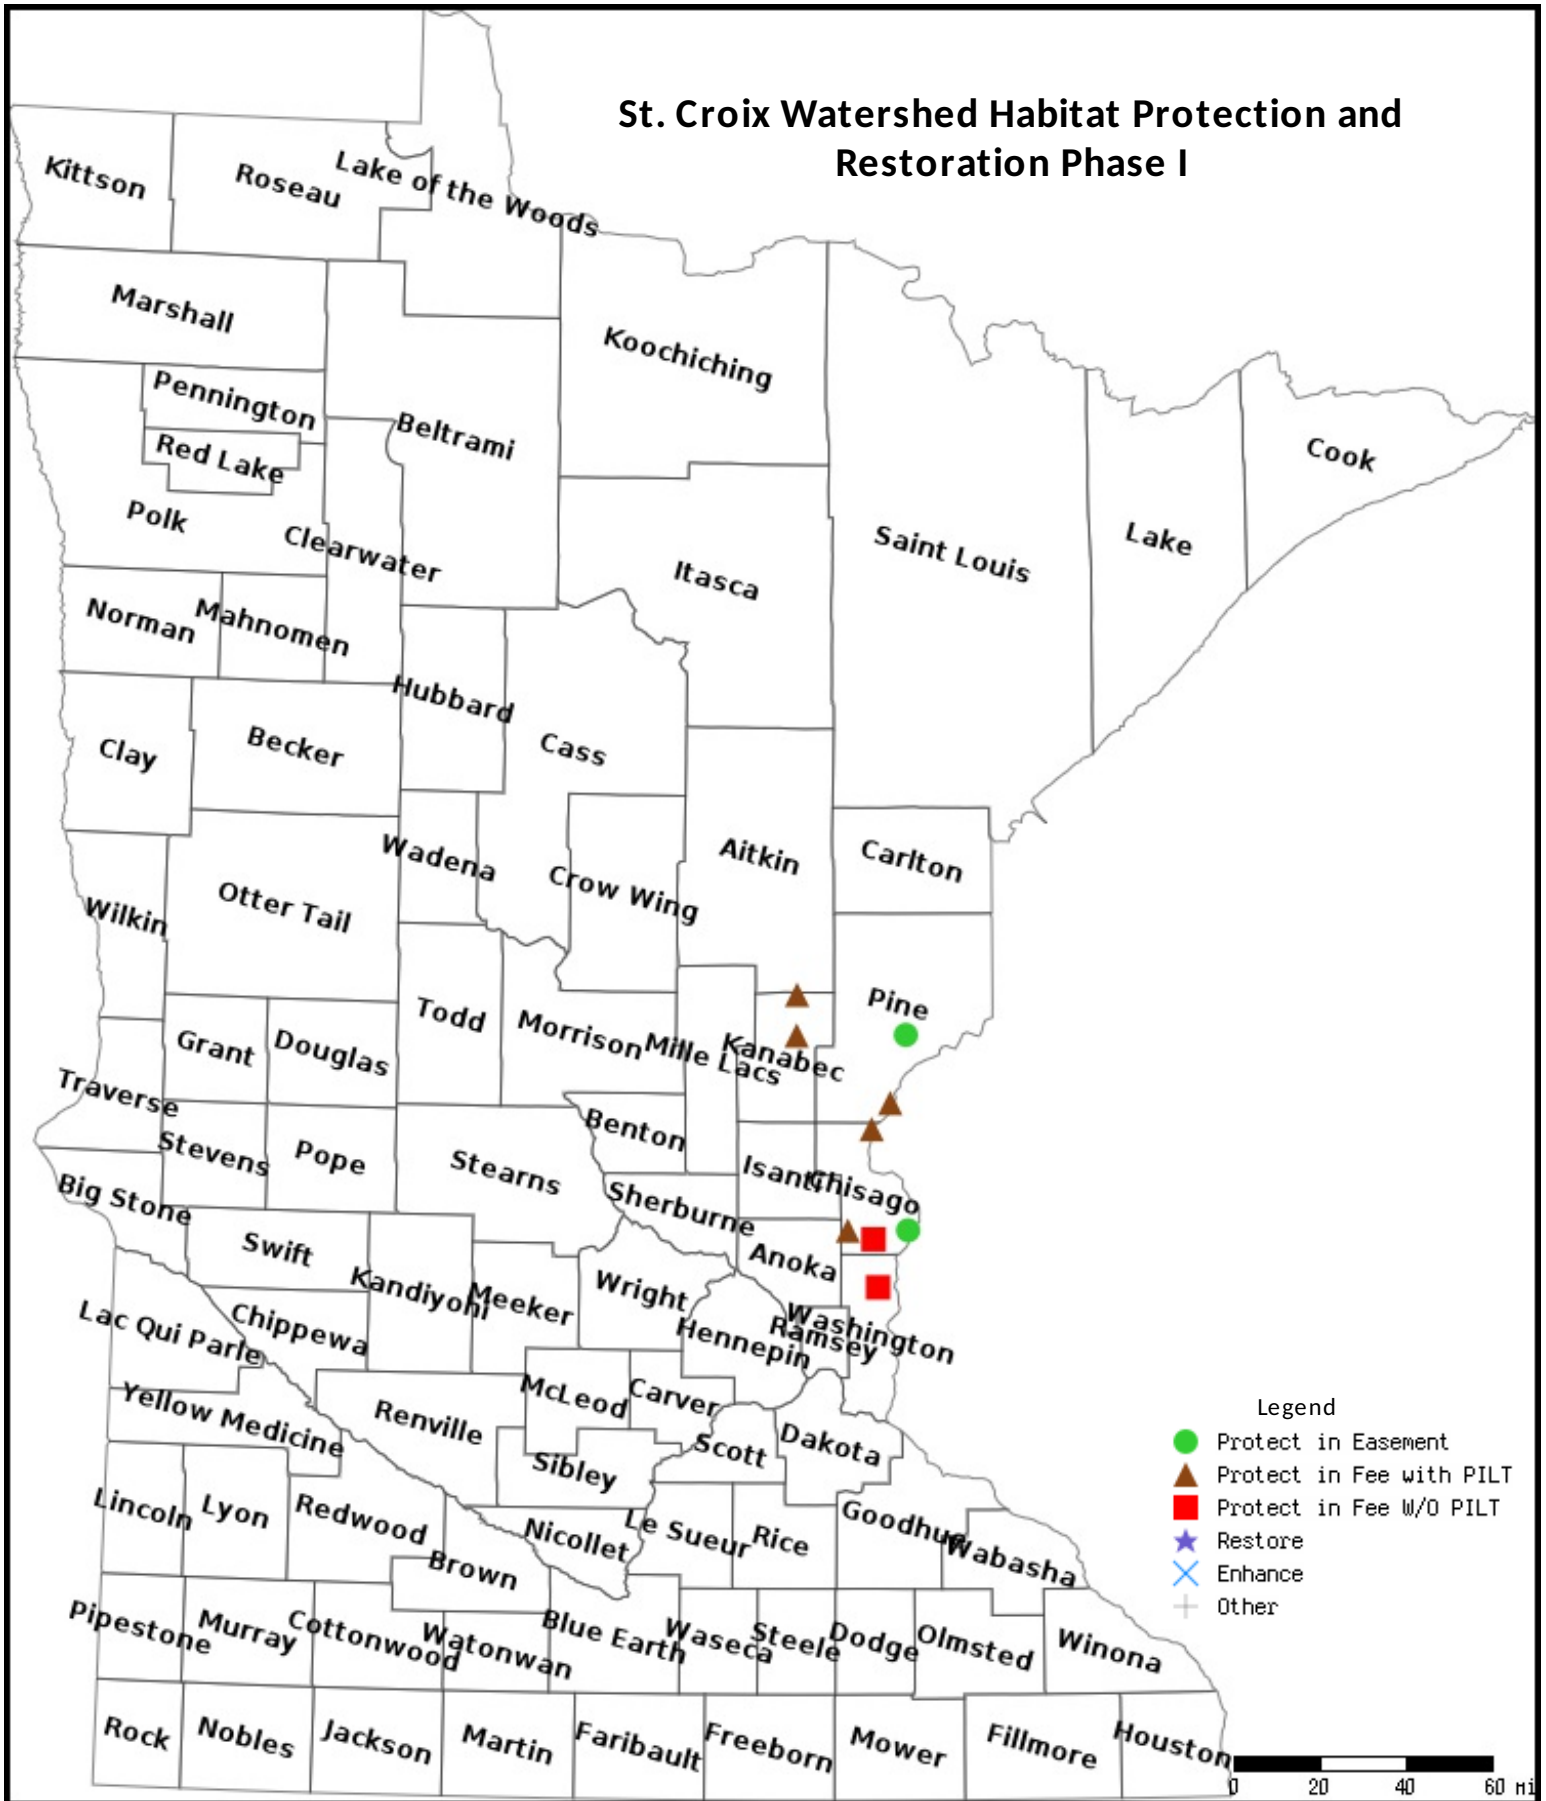 St. Croix Watershed Habitat Protection and
Restoration Phase I
Kittson
Roseau
Lake of the Woods
Marshall
Koochiching
Pennington
Beltrami
Red Lake
Cook
Polk
Clearwater
Saint Louis
Lake
Itasca
Norman
Mahnomen
Hubbard
Clay
Becker
Cass
Wadena
Aitkin
Carlton
Otter Tail
Crow Wing
Wilkin
Pine
Todd
Morrison
Grant
Douglas
Mille Lacs
Kanabec
Traverse
Benton
Stevens
Pope
Stearns
Isanti
Chisago
Big Stone
Sherburne
Swift
Anoka
Kandiyohi
Meeker
Wright
Lac Qui Parle
Chippewa
Washington
Ramsey
Hennepin
McLeod
Carver
Yellow Medicine
Renville
Scott
Dakota
Sibley
Lincoln
Lyon
Redwood
Nicollet
Le Sueur
Rice
Goodhue
Wabasha
Brown
Pipestone
Murray
Cottonwood
Watonwan
Blue Earth
Waseca
Steele
Dodge
Olmsted
Winona
Rock
Nobles
Jackson
Martin
Faribault
Freeborn
Mower
Fillmore
Houston
Legend
Protect in Easement
Protect in Fee with PILT
Protect in Fee W/O PILT
Restore
Enhance
Other
0 20 40 60 mi